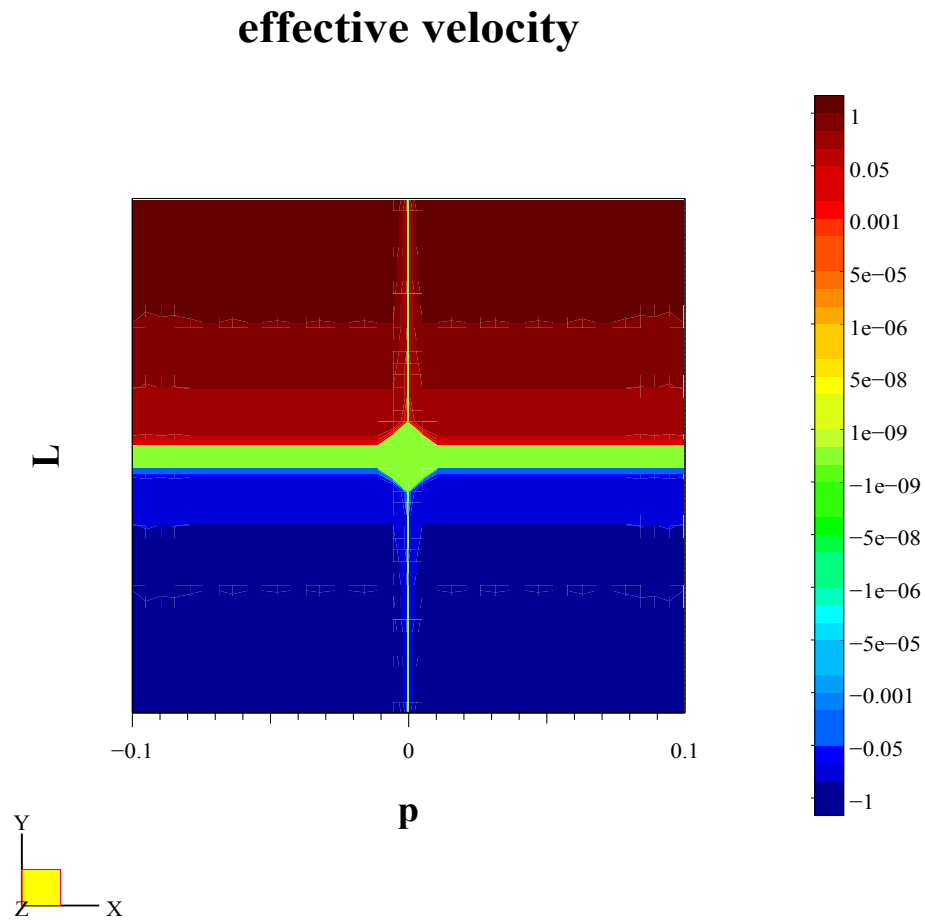 effective velocity
1
0.05
0.001
5e−05
1e−06
5e−08
1e−09
−1e−09
−5e−08
−1e−06
−5e−05
−0.001
−0.05
−1
L
−0.1 0 0.1
p
Y
Z X